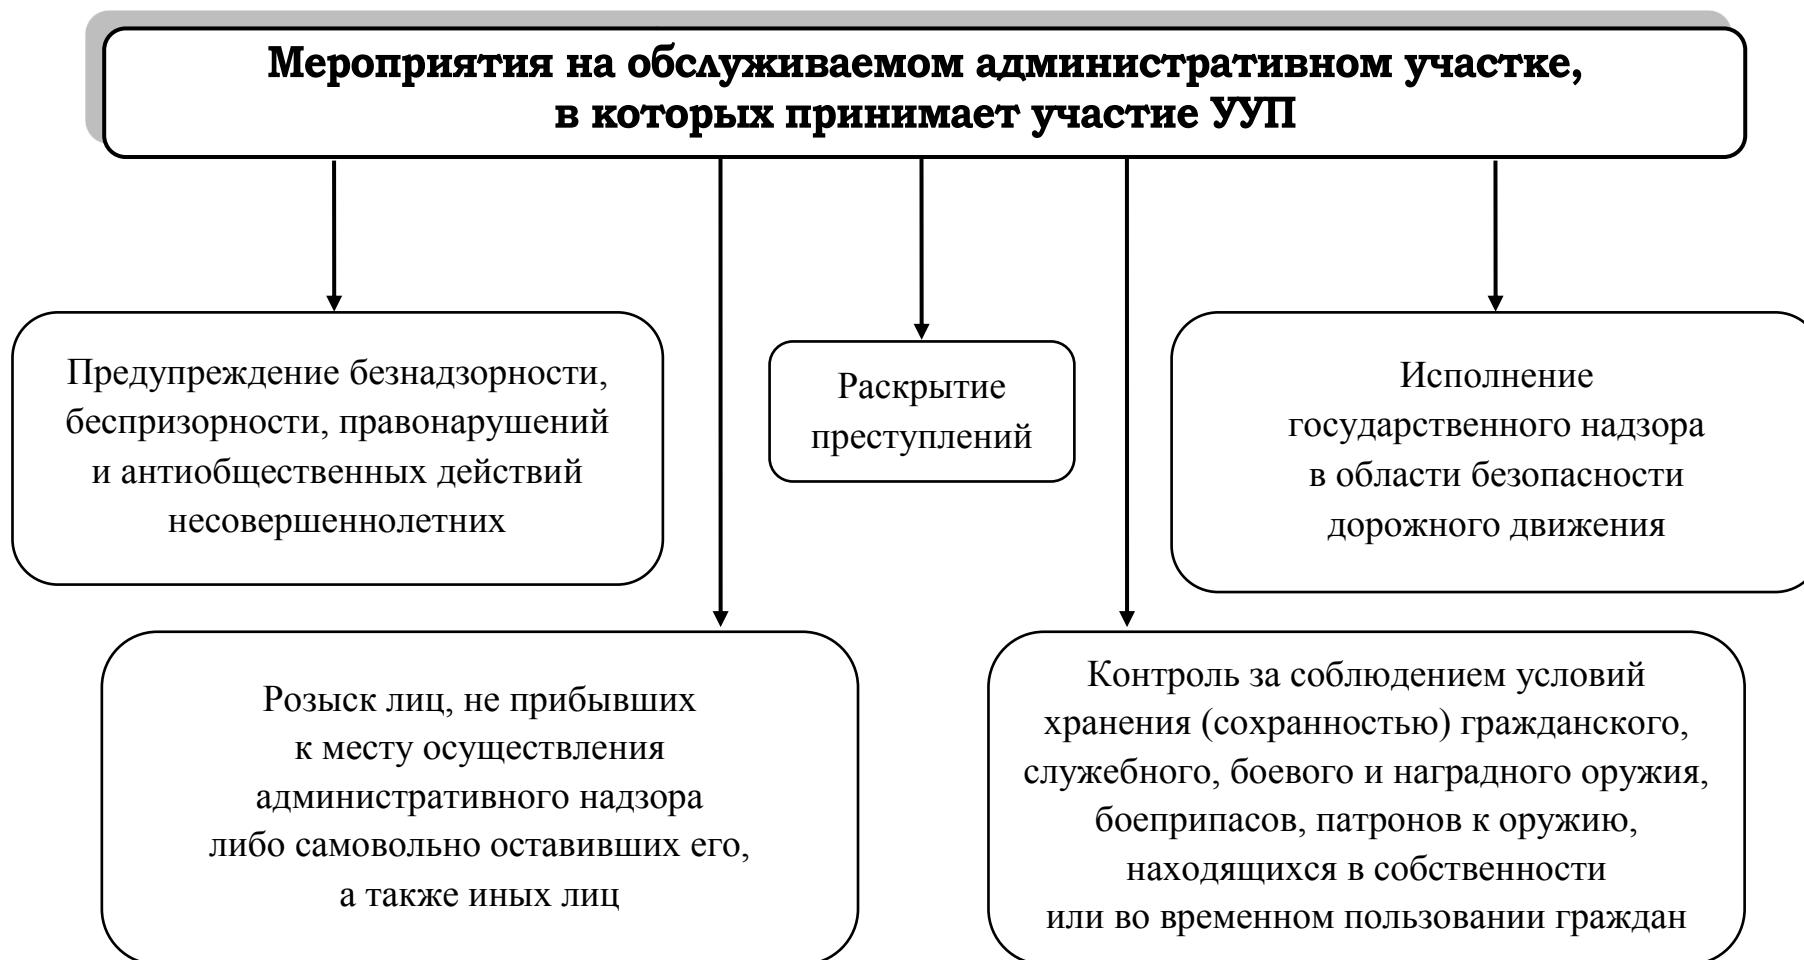 Мероприятия на обслуживаемом административном участке,
в которых принимает участие УУП
Предупреждение безнадзорности,
беспризорности, правонарушений
и антиобщественных действий
несовершеннолетних
Раскрытие
преступлений
Исполнение
государственного надзора
в области безопасности
дорожного движения
Розыск лиц, не прибывших
к месту осуществления
административного надзора
либо самовольно оставивших его,
а также иных лиц
Контроль за соблюдением условий
хранения (сохранностью) гражданского,
служебного, боевого и наградного оружия,
боеприпасов, патронов к оружию,
находящихся в собственности
или во временном пользовании граждан